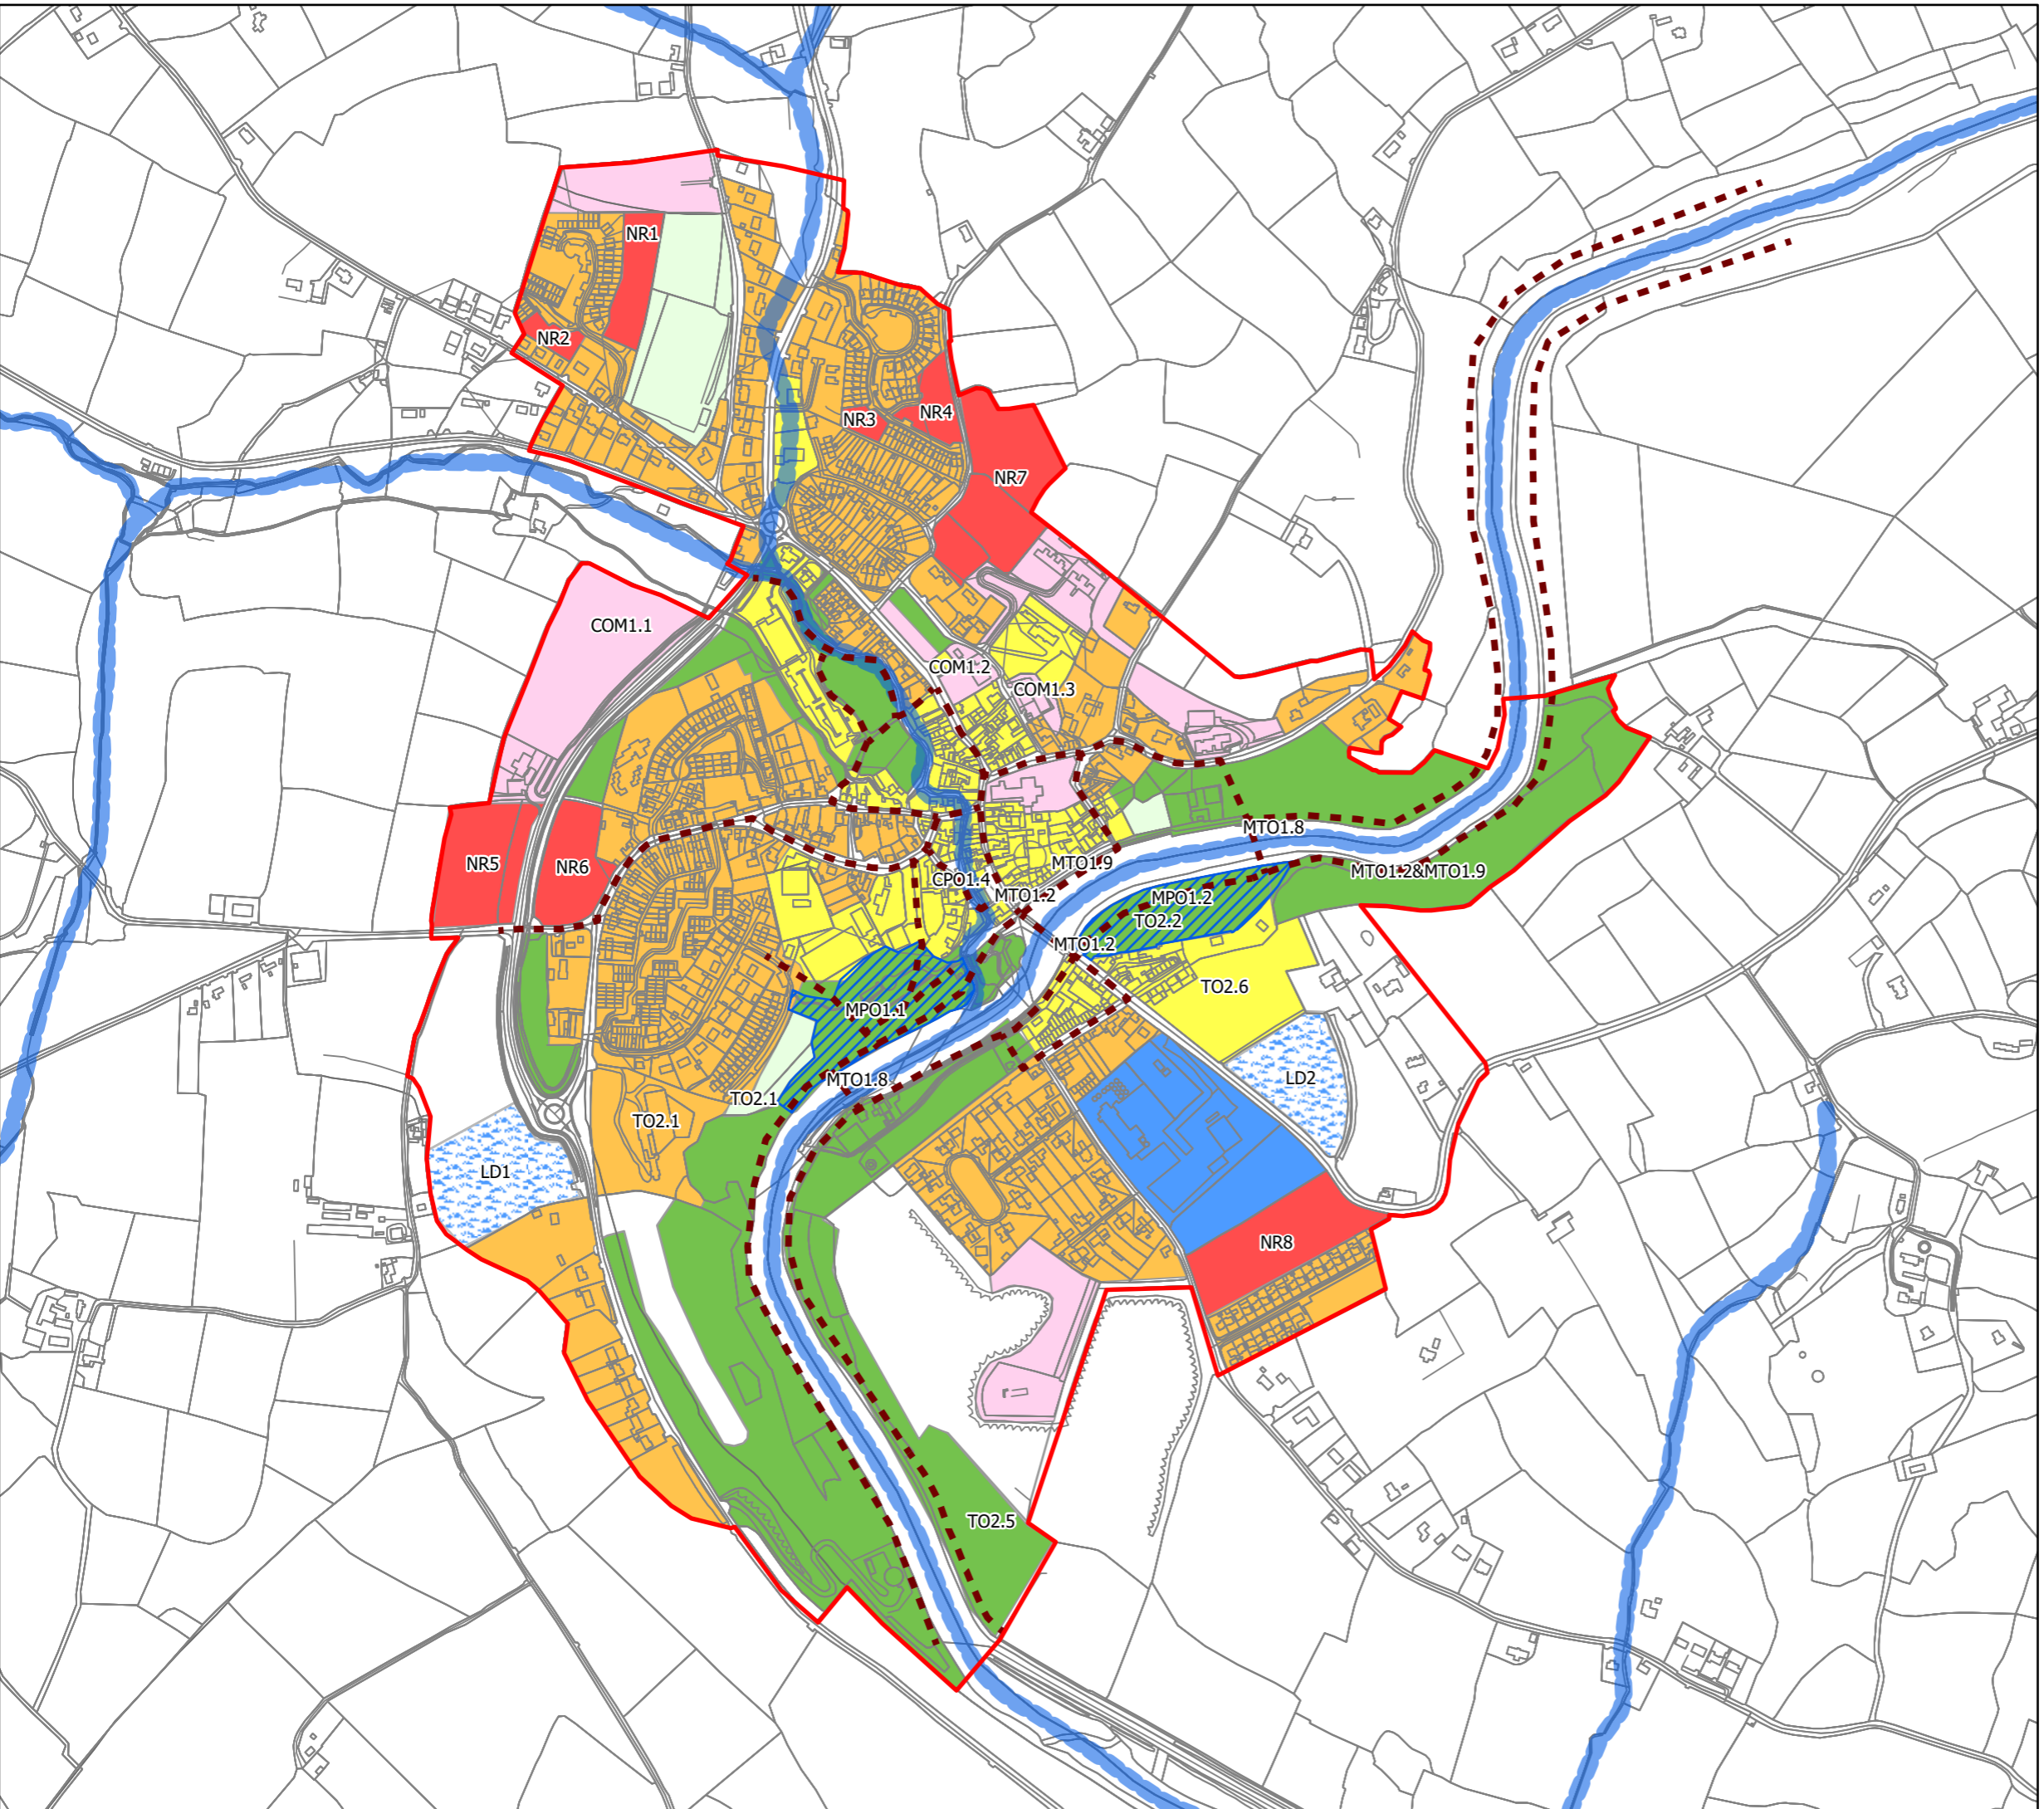 NR1
NR2
NR3
NR4
NR7
COM1.1
COM1.2
COM1.3
MTO1.8
NR5
NR6
MTO1.9
MTO1.2&MTO1.9
CPO1.4
MTO1.2
MPO1.2
TO2.2
MTO1.2
TO2.6
MPO1.1
MTO1.8
LD2
TO2.1
TO2.1
LD1
NR8
TO2.5